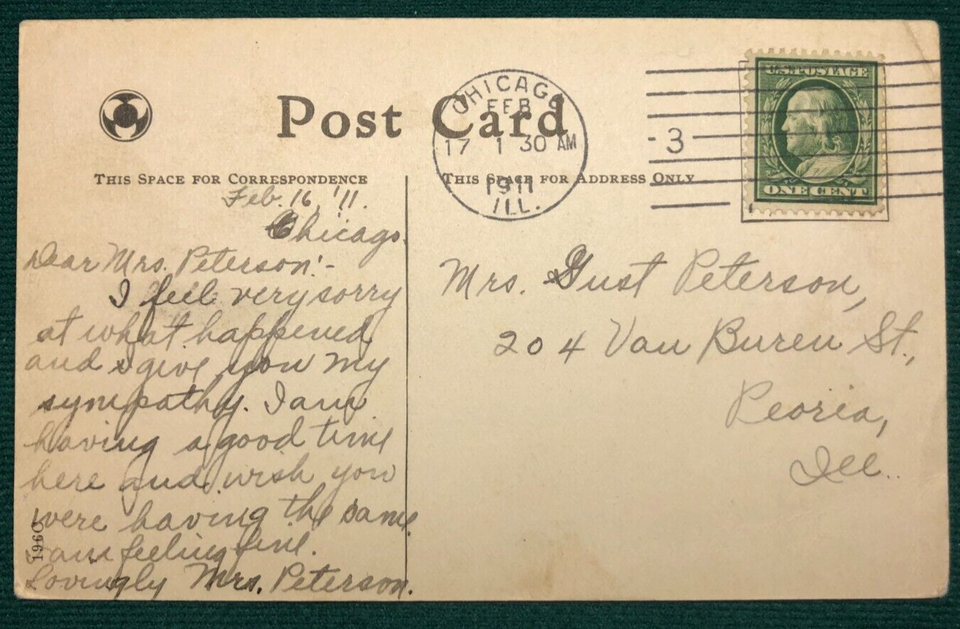 Post Card
THIS SPACE FOR CORRESPONDENCE
THIS SPACE FOR ADDRESS ONLY
CHICAGO
FEB
17 1 30 AM
1911
ILL.
3
U.S. POSTAGE
ONE CENT
Feb. 16, '11.
Chicago.
Dear Mrs. Peterson:-
I feel very sorry
at what happened
and I give you my
sympathy. I am
having a good time
here and wish you
were having the same.
I am feeling fine.
Lovingly Mrs. Peterson.
Mrs. Gust Peterson,
204 Van Buren St.,
Peoria,
Ill.